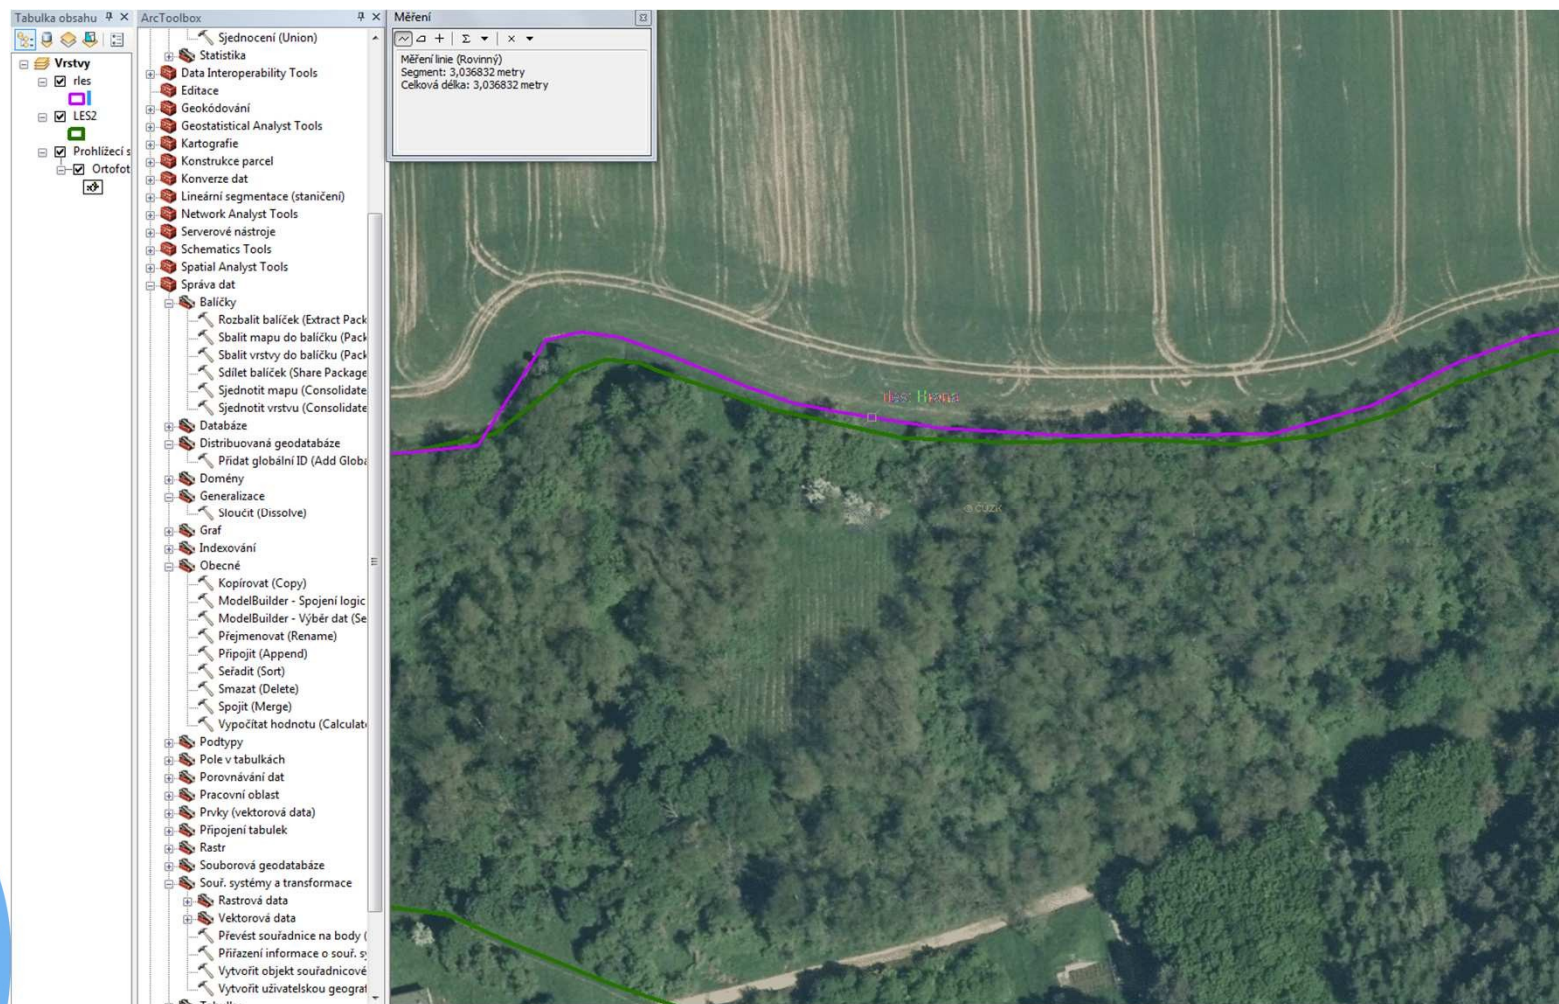 Tabulka obsahu
Vrstvy
rles
LES2
Prohlížecí s
Ortofot
ArcToolbox
Sjednocení (Union)
Statistika
Data Interoperability Tools
Editace
Geokódování
Geostatistical Analyst Tools
Kartografie
Konstrukce parcel
Konverze dat
Lineární segmentace (staničení)
Network Analyst Tools
Serverové nástroje
Schematics Tools
Spatial Analyst Tools
Správa dat
Balíčky
Rozbalit balíček (Extract Pack
Sbalit mapu do balíčku (Pack
Sbalit vrstvy do balíčku (Pack
Sdílet balíček (Share Package
Sjednotit mapu (Consolidate
Sjednotit vrstvu (Consolidate
Databáze
Distribuovaná geodatabáze
Přidat globální ID (Add Globa
Domény
Generalizace
Sloučit (Dissolve)
Graf
Indexování
Obecné
Kopírovat (Copy)
ModelBuilder - Spojení logic
ModelBuilder - Výběr dat (Se
Přejmenovat (Rename)
Připojit (Append)
Seřadit (Sort)
Smazat (Delete)
Spojit (Merge)
Vypočítat hodnotu (Calculat
Podtypy
Pole v tabulkách
Porovnávání dat
Pracovní oblast
Prvky (vektorová data)
Připojení tabulek
Rastr
Souborová geodatabáze
Souř. systémy a transformace
Rastrová data
Vektorová data
Převést souřadnice na body (
Přiřazení informace o souř. sy
Vytvořit objekt souřadnicové
Vytvořit uživatelskou geograf
Měření
Měření linie (Rovinný)
Segment: 3,036832 metry
Celková délka: 3,036832 metry
rles: Hrana
© ČÚZK